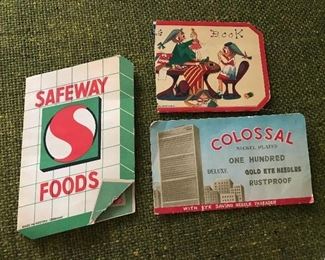 SAFEWAY
S
FOODS
BOOK
COLOSSAL
NICKEL PLATED
ONE HUNDRED
DELUXE GOLD EYE NEEDLES
RUSTPROOF
WITH EYE SAVING NEEDLE THREADER